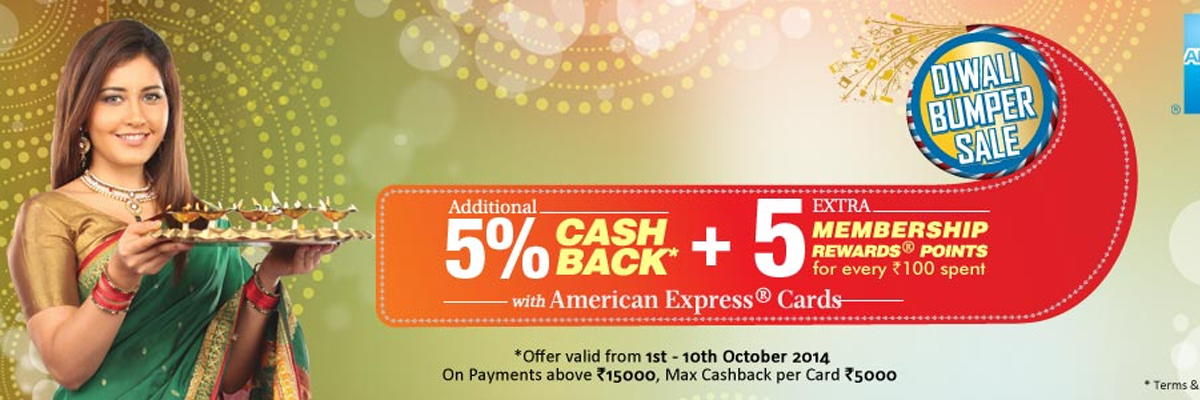 DIWALI
BUMPER
SALE
Additional
5% CASH BACK* + 5 EXTRA
MEMBERSHIP
REWARDS® POINTS
for every ₹100 spent
with American Express® Cards
*Offer valid from 1st - 10th October 2014
On Payments above ₹15000, Max Cashback per Card ₹5000
®
* Terms &